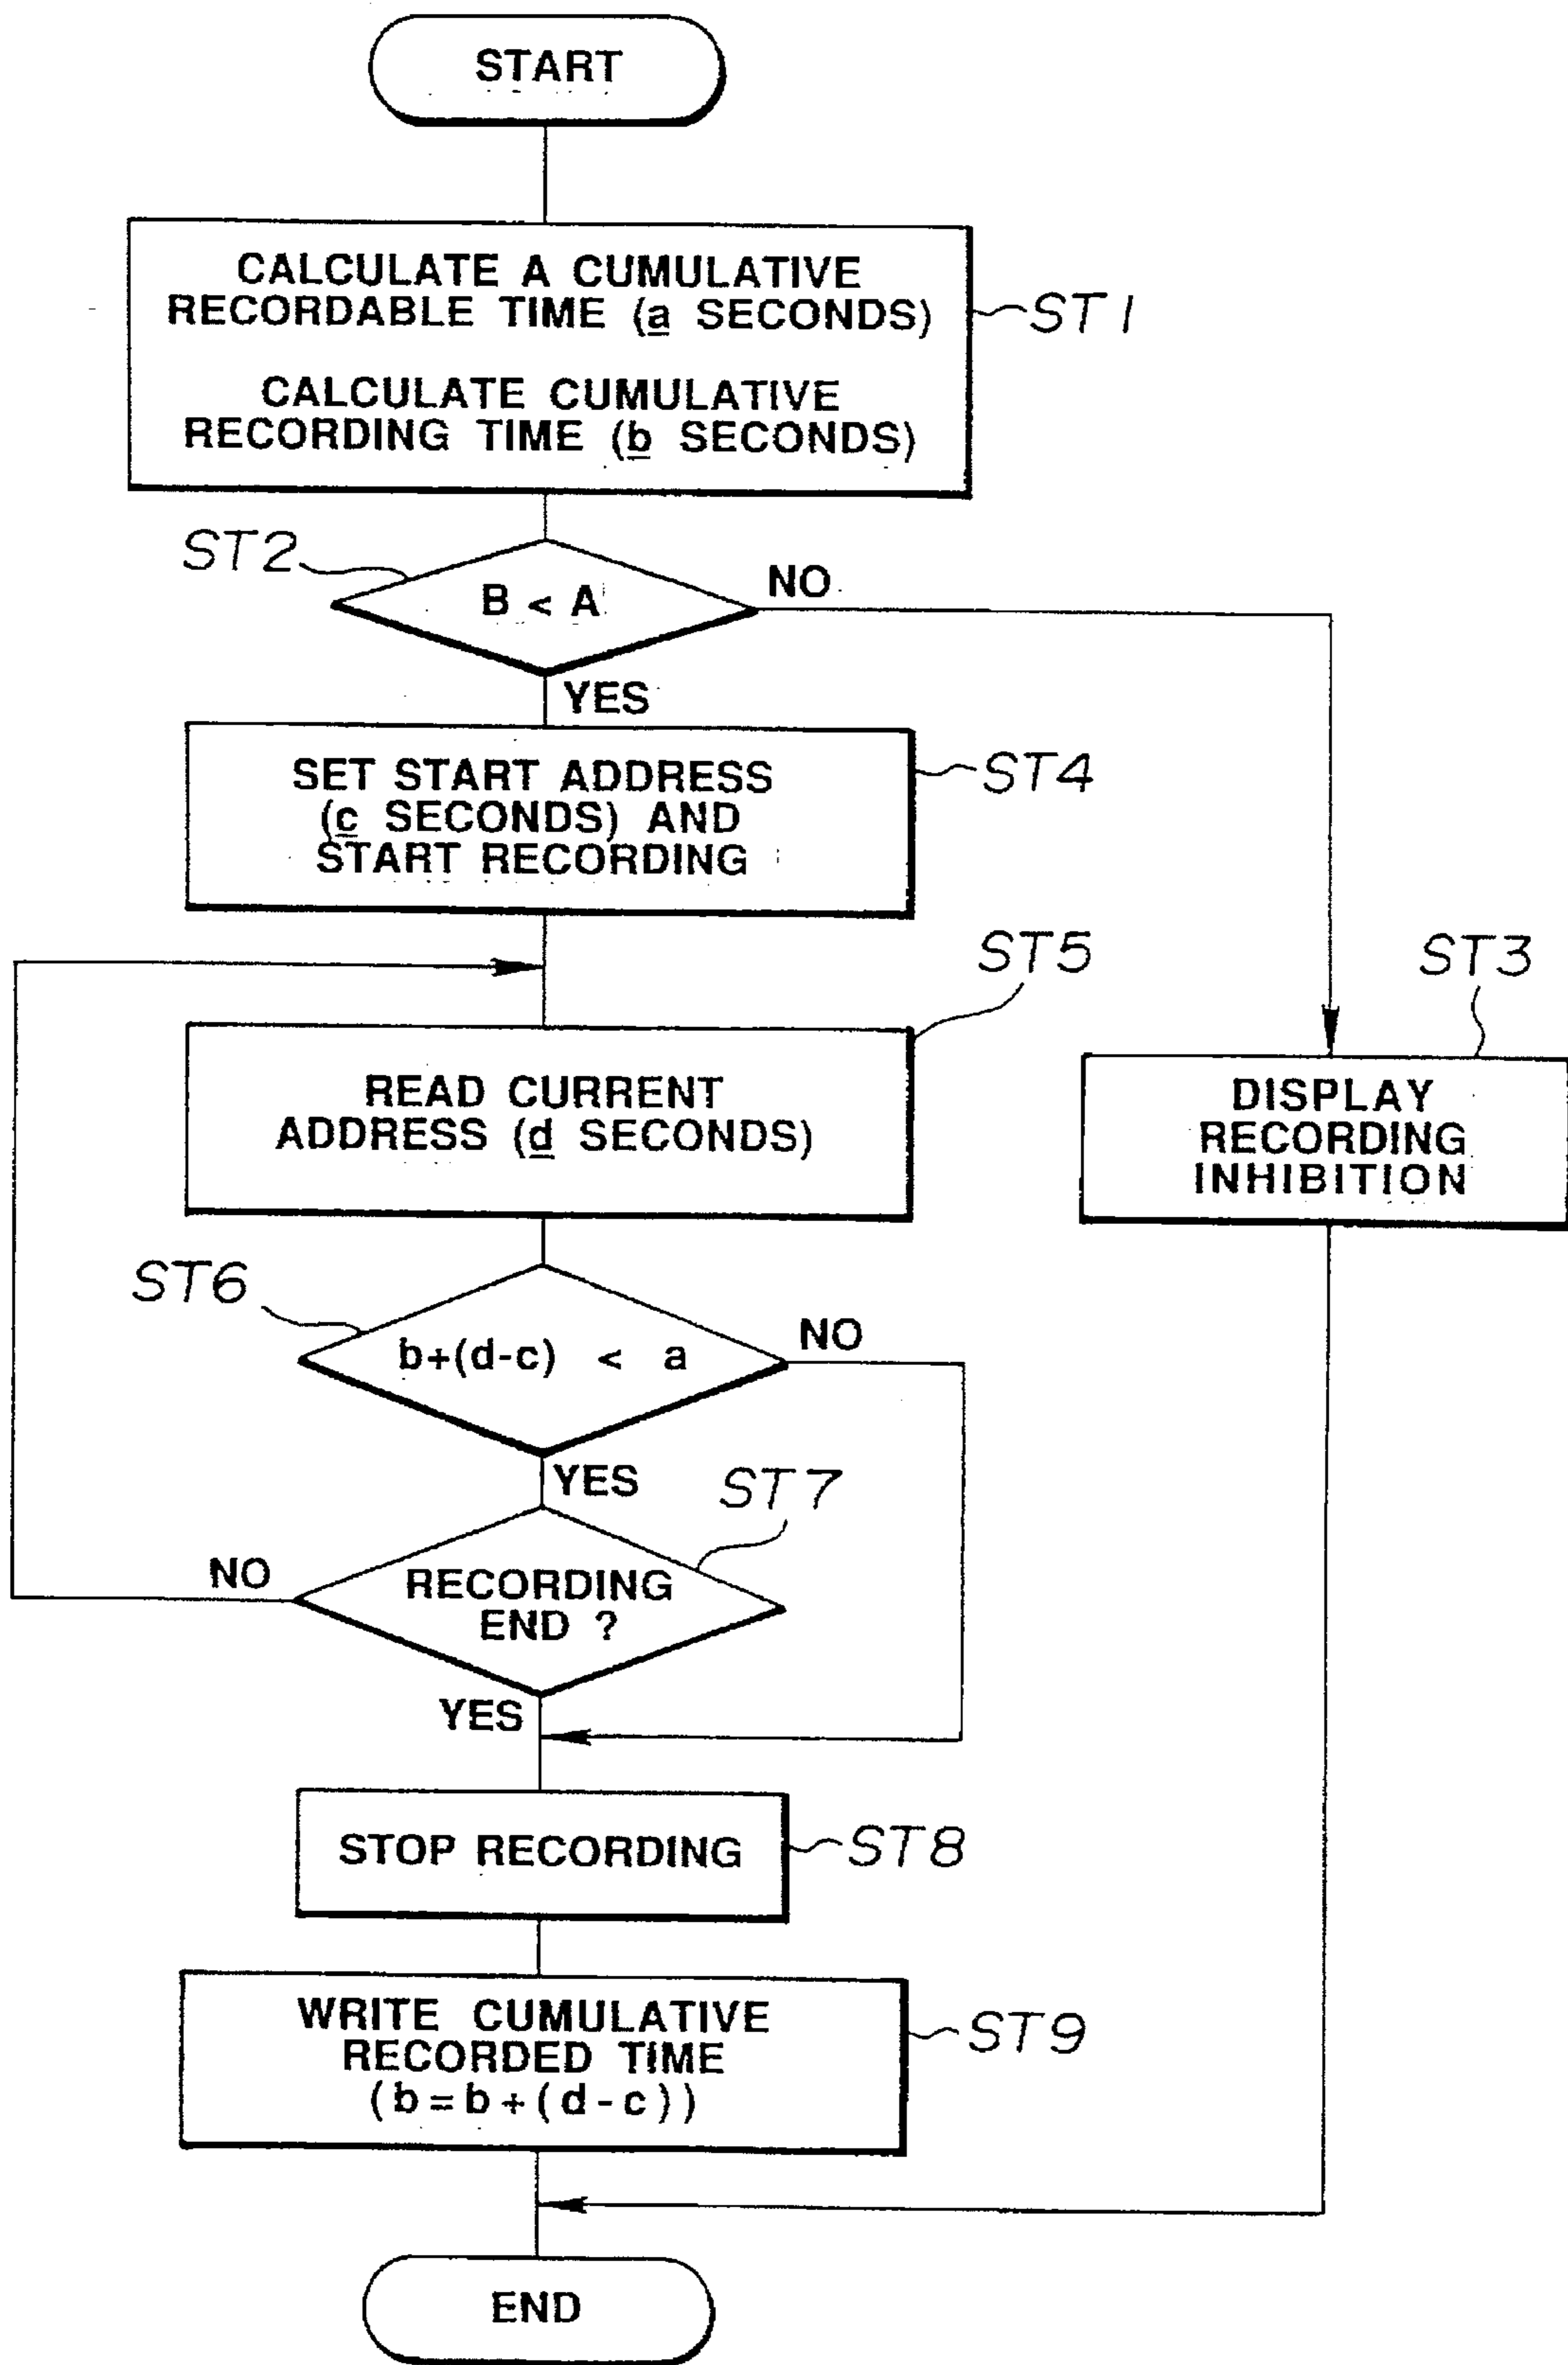 START
CALCULATE A CUMULATIVE
RECORDABLE TIME (a SECONDS)
CALCULATE CUMULATIVE
RECORDING TIME (b SECONDS)
ST1
ST2
B < A
NO
YES
SET START ADDRESS
(c SECONDS) AND
START RECORDING
ST4
ST5
ST3
READ CURRENT
ADDRESS (d SECONDS)
DISPLAY
RECORDING
INHIBITION
ST6
b+(d-c) < a
NO
YES
ST7
NO
RECORDING
END ?
YES
STOP RECORDING
ST8
WRITE CUMULATIVE
RECORDED TIME
(b=b+(d-c))
ST9
END